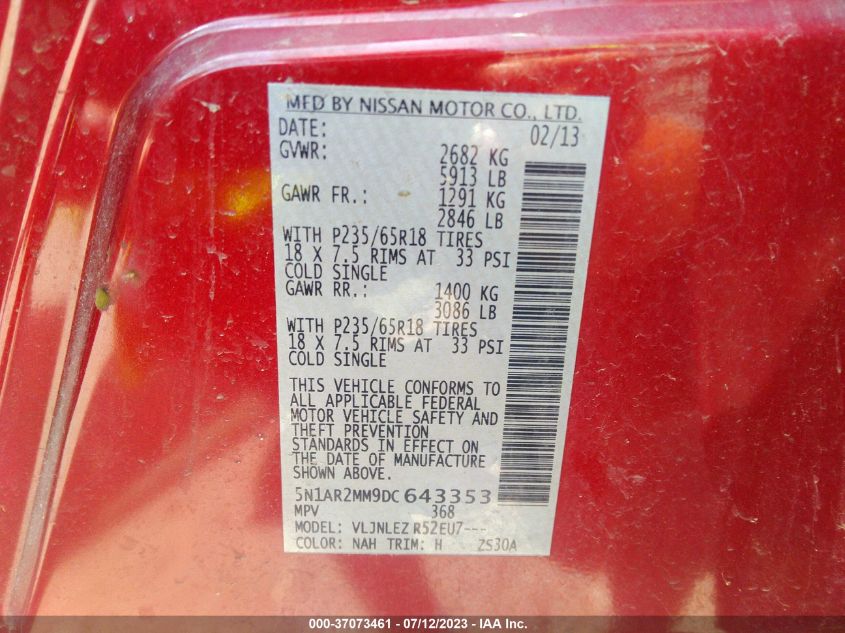 MFD BY NISSAN MOTOR CO., LTD.
DATE: 02/13
GVWR: 2682 KG
5913 LB
GAWR FR.: 1291 KG
2846 LB
WITH P235/65R18 TIRES
18 X 7.5 RIMS AT 33 PSI
COLD SINGLE
GAWR RR.: 1400 KG
3086 LB
WITH P235/65R18 TIRES
18 X 7.5 RIMS AT 33 PSI
COLD SINGLE
THIS VEHICLE CONFORMS TO
ALL APPLICABLE FEDERAL
MOTOR VEHICLE SAFETY AND
THEFT PREVENTION
STANDARDS IN EFFECT ON
THE DATE OF MANUFACTURE
SHOWN ABOVE.
5N1AR2MM9DC643353
MPV 368
MODEL: VLJNLEZ R52EU7---
COLOR: NAH TRIM: H ZS30A
000-37073461 - 07/12/2023 - IAA Inc.